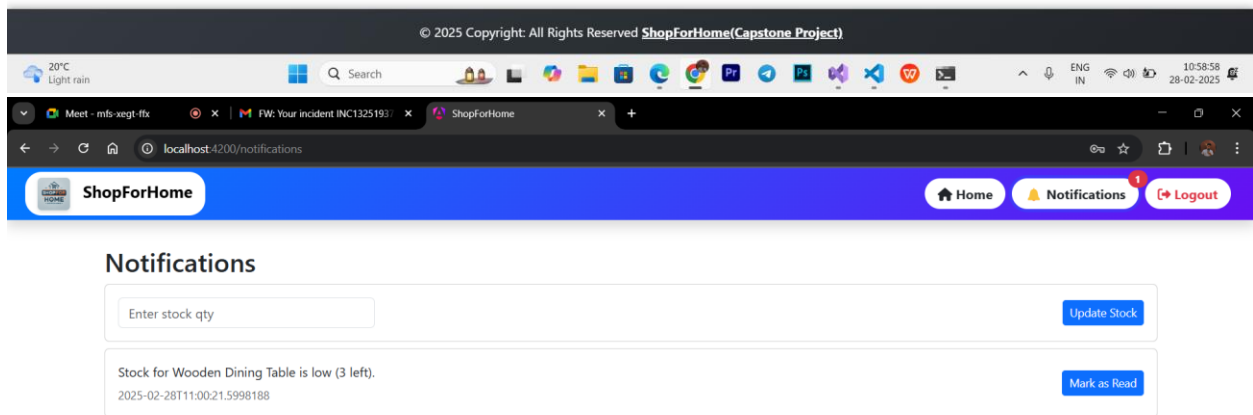 © 2025 Copyright: All Rights Reserved ShopForHome(Capstone Project)
20°C
Light rain
Search
ENG
IN
10:58:58
28-02-2025
Meet - mfs-xegt-ffx
FW: Your incident INC13251937
ShopForHome
localhost:4200/notifications
SHOPFOR
HOME
ShopForHome
Home
Notifications
1
Logout
Notifications
Enter stock qty
Update Stock
Stock for Wooden Dining Table is low (3 left).
2025-02-28T11:00:21.5998188
Mark as Read